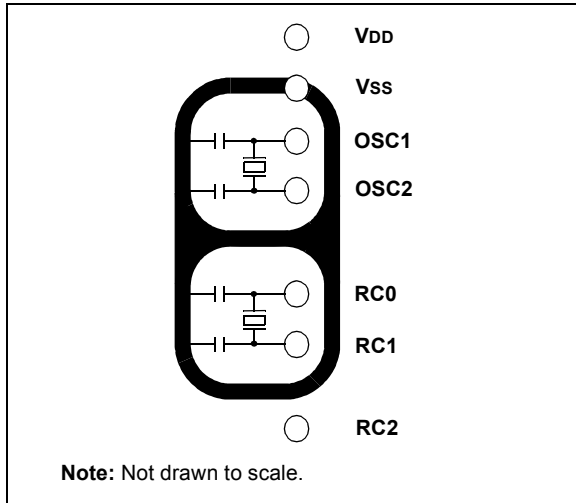 VDD
VSS
OSC1
OSC2
RC0
RC1
RC2
Note: Not drawn to scale.